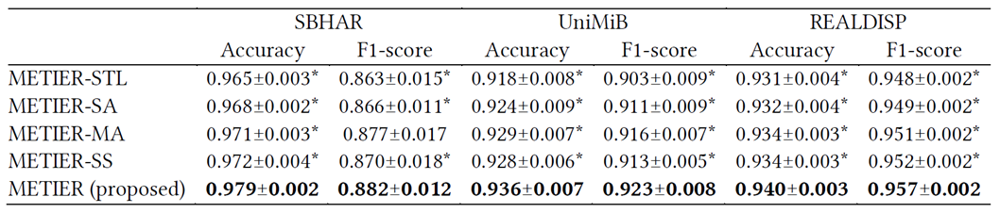 SBHAR UniMiB REALDISP
Accuracy F1-score Accuracy F1-score Accuracy F1-score
METIER-STL 0.965±0.003* 0.863±0.015* 0.918±0.008* 0.903±0.009* 0.931±0.004* 0.948±0.002*
METIER-SA 0.968±0.002* 0.866±0.011* 0.924±0.009* 0.911±0.009* 0.932±0.004* 0.949±0.002*
METIER-MA 0.971±0.003* 0.877±0.017 0.929±0.007* 0.916±0.007* 0.934±0.003* 0.951±0.002*
METIER-SS 0.972±0.004* 0.870±0.018* 0.928±0.006* 0.913±0.005* 0.934±0.003* 0.952±0.002*
METIER (proposed) 0.979±0.002 0.882±0.012 0.936±0.007 0.923±0.008 0.940±0.003 0.957±0.002